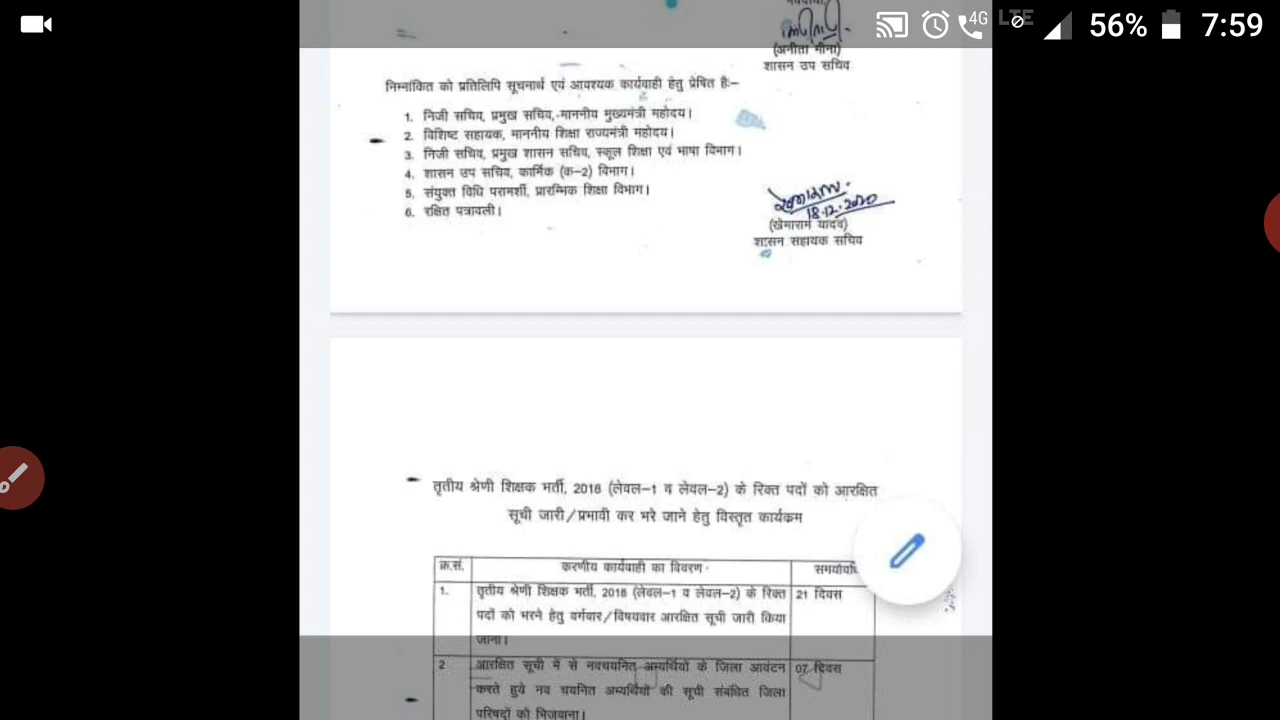 4G LTE 56% 7:59
(अनीता मीना)
शासन उप सचिव
निम्नांकित को प्रतिलिपि सूचनार्थ एवं आवश्यक कार्यवाही हेतु प्रेषित है:–
1. निजी सचिव, प्रमुख सचिव, माननीय मुख्यमंत्री महोदय।
2. विशिष्ट सहायक, माननीय शिक्षा राज्यमंत्री महोदय।
3. निजी सचिव, प्रमुख शासन सचिव, स्कूल शिक्षा एवं भाषा विभाग।
4. शासन उप सचिव, कार्मिक (क–2) विभाग।
5. संयुक्त विधि परामर्शी, प्रारम्भिक शिक्षा विभाग।
6. रक्षित पत्रावली।
18.12.2020
(खेमाराम यादव)
शासन सहायक सचिव
तृतीय श्रेणी शिक्षक भर्ती, 2018 (लेवल–1 व लेवल–2) के रिक्त पदों को आरक्षित
सूची जारी/प्रभावी कर भरे जाने हेतु विस्तृत कार्यक्रम
क्र.सं. करणीय कार्यवाही का विवरण
1. तृतीय श्रेणी शिक्षक भर्ती, 2018 (लेवल–1 व लेवल–2) के रिक्त 21 दिवस
पदों को भरने हेतु वर्गवार/विषयवार आरक्षित सूची जारी किया
जाना।
2 आरक्षित सूची में से नवचयनित अभ्यर्थियों के जिला आवंटन 07 दिवस
करते हुये नव चयनित अभ्यर्थियों की सूची संबंधित जिला
परिषदों को भिजवाना।